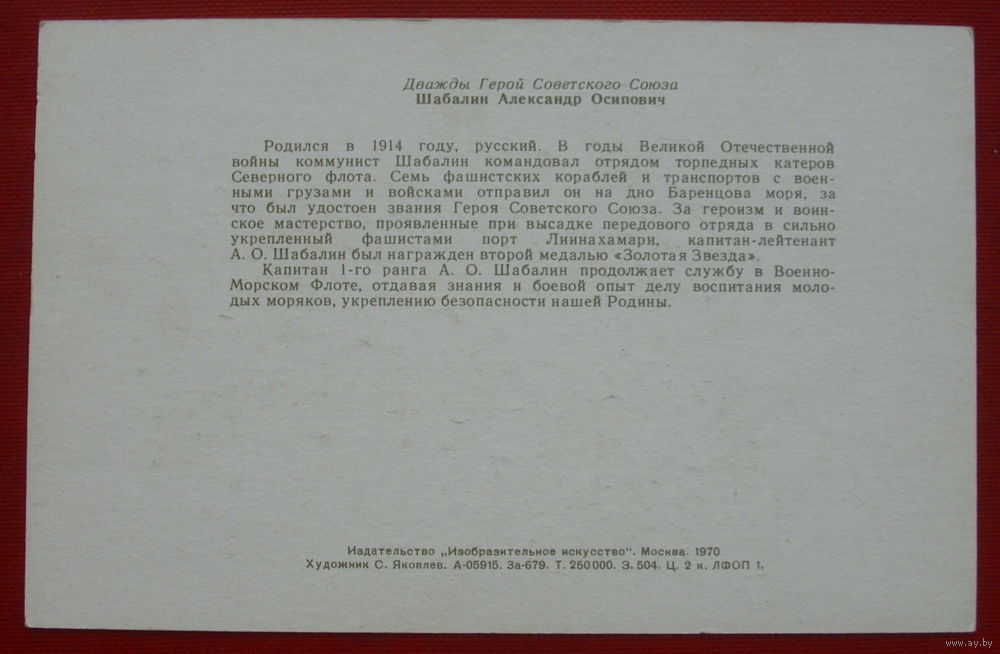 Дважды Герой Советского Союза
Шабалин Александр Осипович
Родился в 1914 году, русский. В годы Великой Отечественной
войны коммунист Шабалин командовал отрядом торпедных катеров
Северного флота. Семь фашистских кораблей и транспортов с воен-
ными грузами и войсками отправил он на дно Баренцова моря, за
что был удостоен звания Героя Советского Союза. За героизм и воин-
ское мастерство, проявленные при высадке передового отряда в сильно
укрепленный фашистами порт Линнахамари, капитан-лейтенант
А. О. Шабалин был награжден второй медалью «Золотая Звезда».
Капитан 1-го ранга А. О. Шабалин продолжает службу в Военно-
Морском Флоте, отдавая знания и боевой опыт делу воспитания моло-
дых моряков, укреплению безопасности нашей Родины.
Издательство „Изобразительное искусство“. Москва. 1970
Художник С. Яковлев. А-05915. За-679. Т. 250000. З. 504. Ц. 2 к. ЛФОП 1.
www.ay.by